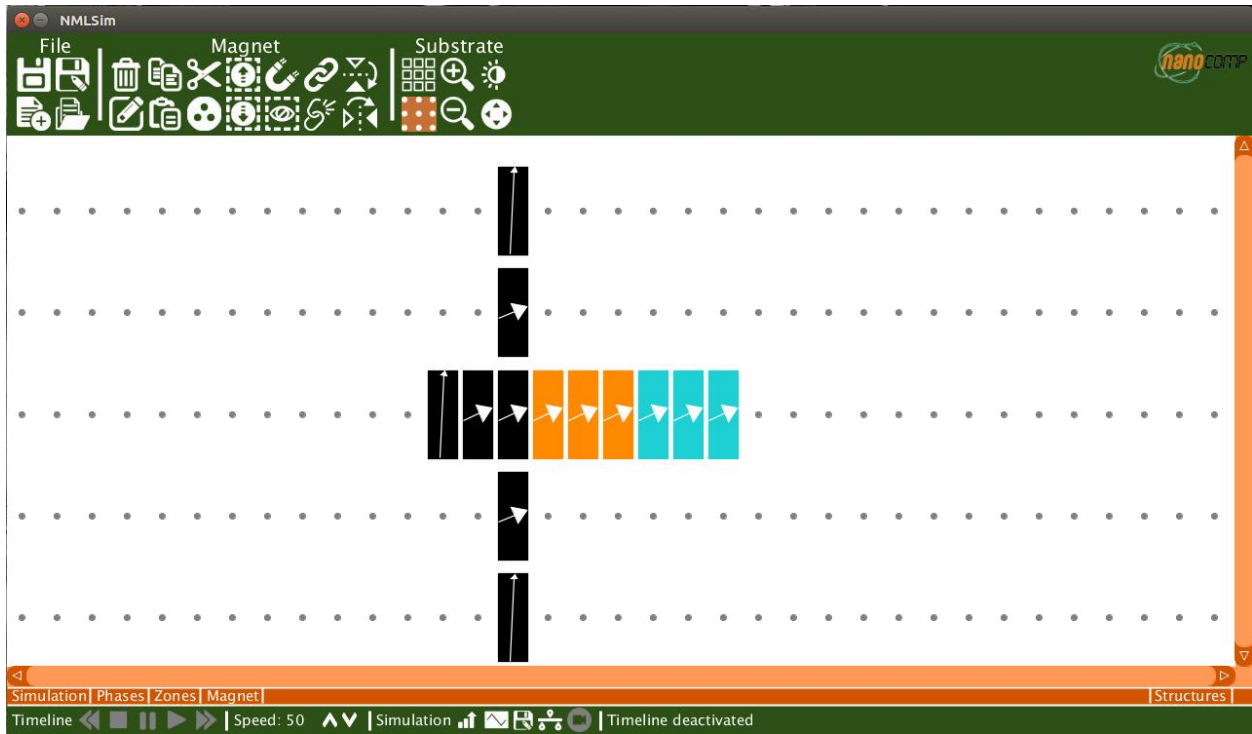 NMLSim
File Magnet Substrate
nanocomp
Simulation| Phases| Zones| Magnet| |Structures|
Timeline |Speed: 50 |Simulation |Timeline deactivated